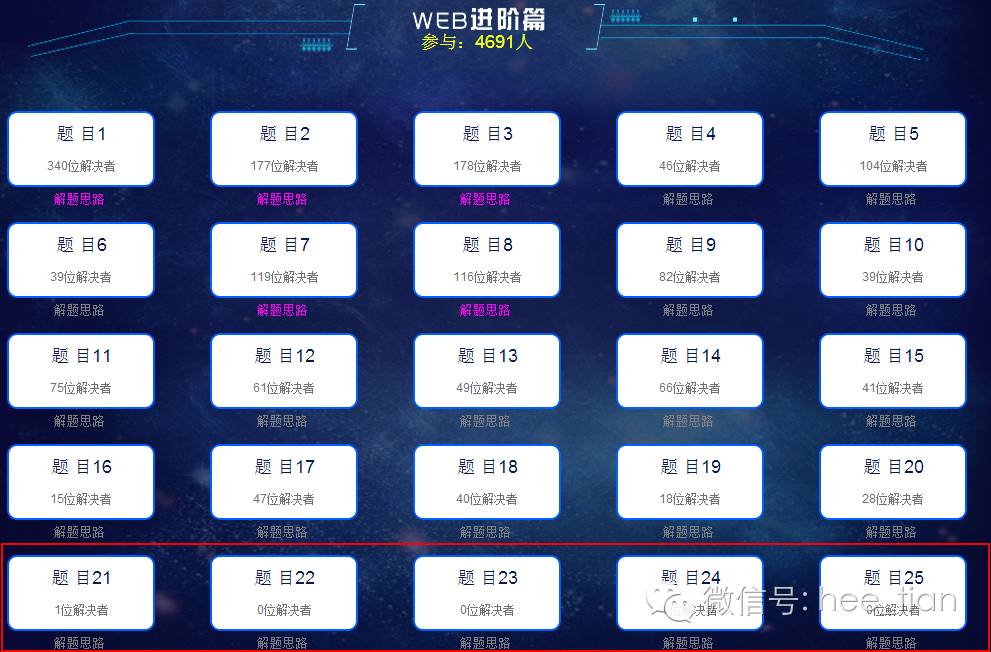 WEB进阶篇
参与：4691人
题 目1
题 目2
题 目3
题 目4
题 目5
340位解决者
177位解决者
178位解决者
46位解决者
104位解决者
解题思路
解题思路
解题思路
解题思路
解题思路
题 目6
题 目7
题 目8
题 目9
题 目10
39位解决者
119位解决者
116位解决者
82位解决者
39位解决者
解题思路
解题思路
解题思路
解题思路
解题思路
题 目11
题 目12
题 目13
题 目14
题 目15
75位解决者
61位解决者
49位解决者
66位解决者
41位解决者
解题思路
解题思路
解题思路
解题思路
解题思路
题 目16
题 目17
题 目18
题 目19
题 目20
15位解决者
47位解决者
40位解决者
18位解决者
28位解决者
解题思路
解题思路
解题思路
解题思路
解题思路
题 目21
题 目22
题 目23
题 目24
题 目25
1位解决者
0位解决者
0位解决者
决者
0位解决者
微信号: hee_tian
解题思路
解题思路
解题思路
解题思路
解题思路